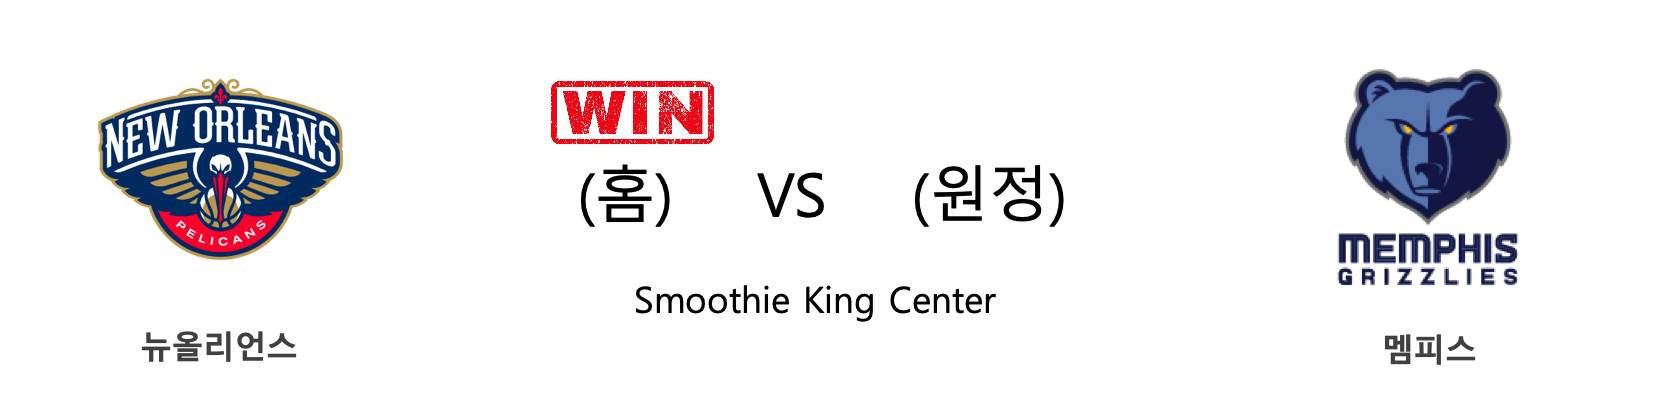 NEW ORLEANS
PELICANS
뉴올리언스
WIN
(홈) VS (원정)
Smoothie King Center
MEMPHIS
GRIZZLIES
멤피스